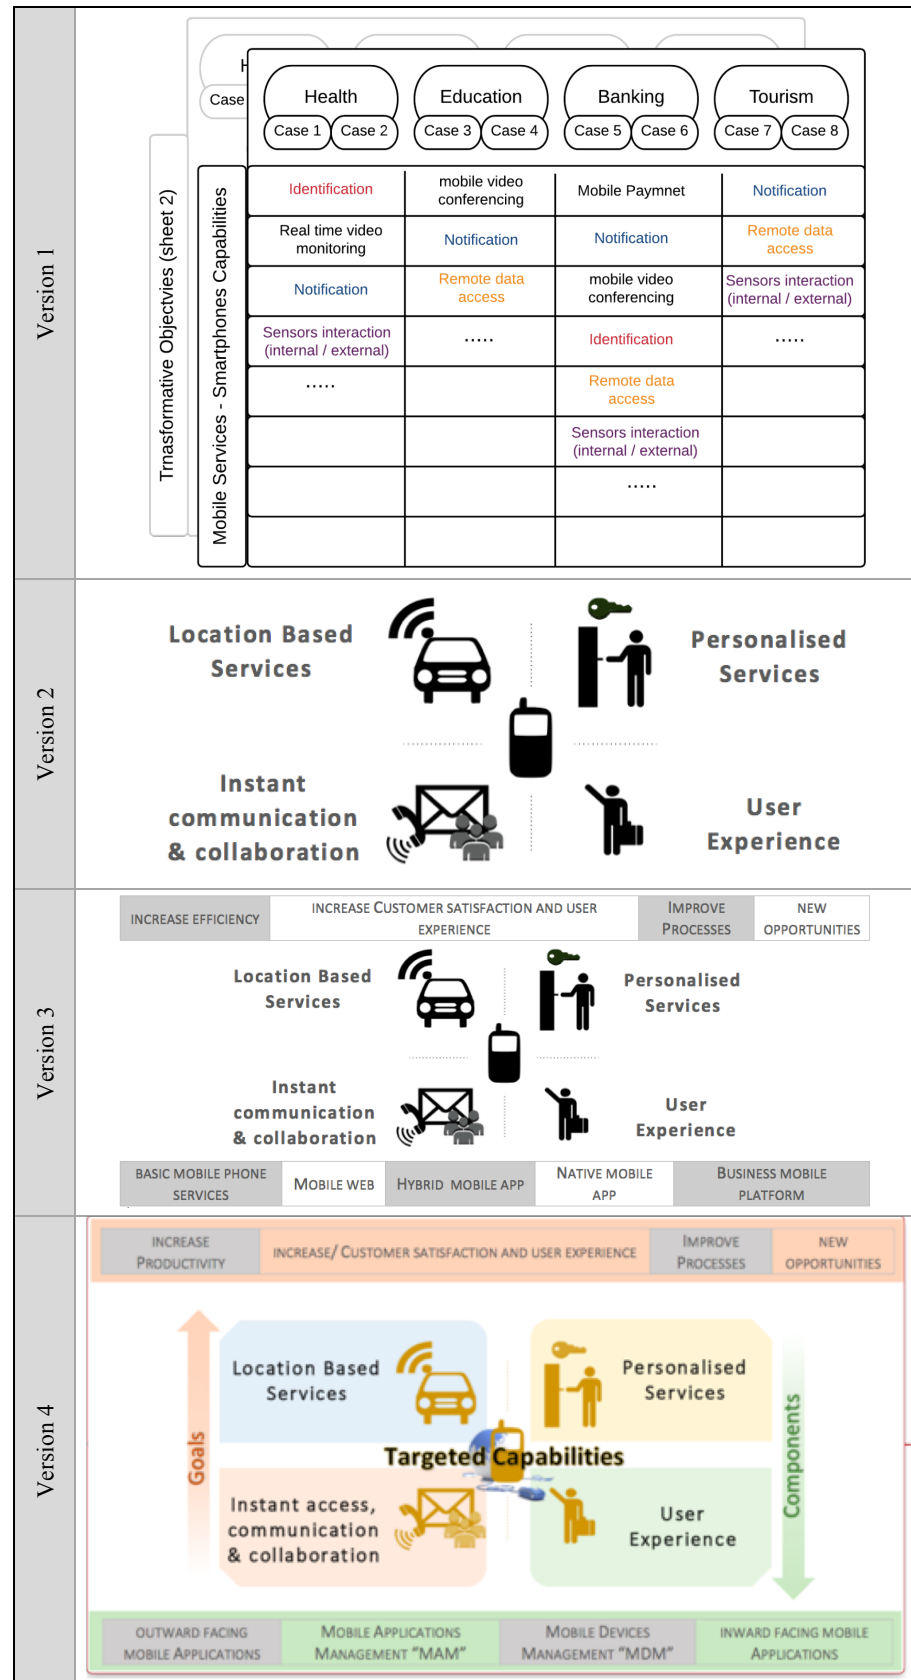 Version 1
H
Case
Trnasformative Objectvies (sheet 2)
Mobile Services - Smartphones Capabilities
Health
Education
Banking
Tourism
Case 1
Case 2
Case 3
Case 4
Case 5
Case 6
Case 7
Case 8
Identification
mobile video
conferencing
Mobile Paymnet
Notification
Real time video
monitoring
Notification
Notification
Remote data
access
Notification
Remote data
access
mobile video
conferencing
Sensors interaction
(internal / external)
Sensors interaction
(internal / external)
.....
Identification
.....
.....
Remote data
access
Sensors interaction
(internal / external)
.....
Version 2
Location Based
Services
Personalised
Services
Instant
communication
& collaboration
User
Experience
Version 3
INCREASE EFFICIENCY
INCREASE CUSTOMER SATISFACTION AND USER
EXPERIENCE
IMPROVE
PROCESSES
NEW
OPPORTUNITIES
Location Based
Services
Personalised
Services
Instant
communication
& collaboration
User
Experience
BASIC MOBILE PHONE
SERVICES
MOBILE WEB
HYBRID MOBILE APP
NATIVE MOBILE
APP
BUSINESS MOBILE
PLATFORM
Version 4
INCREASE
PRODUCTIVITY
INCREASE/ CUSTOMER SATISFACTION AND USER EXPERIENCE
IMPROVE
PROCESSES
NEW
OPPORTUNITIES
Goals
Location Based
Services
Personalised
Services
Targeted Capabilities
Components
Instant access,
communication
& collaboration
User
Experience
OUTWARD FACING
MOBILE APPLICATIONS
MOBILE APPLICATIONS
MANAGEMENT "MAM"
MOBILE DEVICES
MANAGEMENT "MDM"
INWARD FACING MOBILE
APPLICATIONS